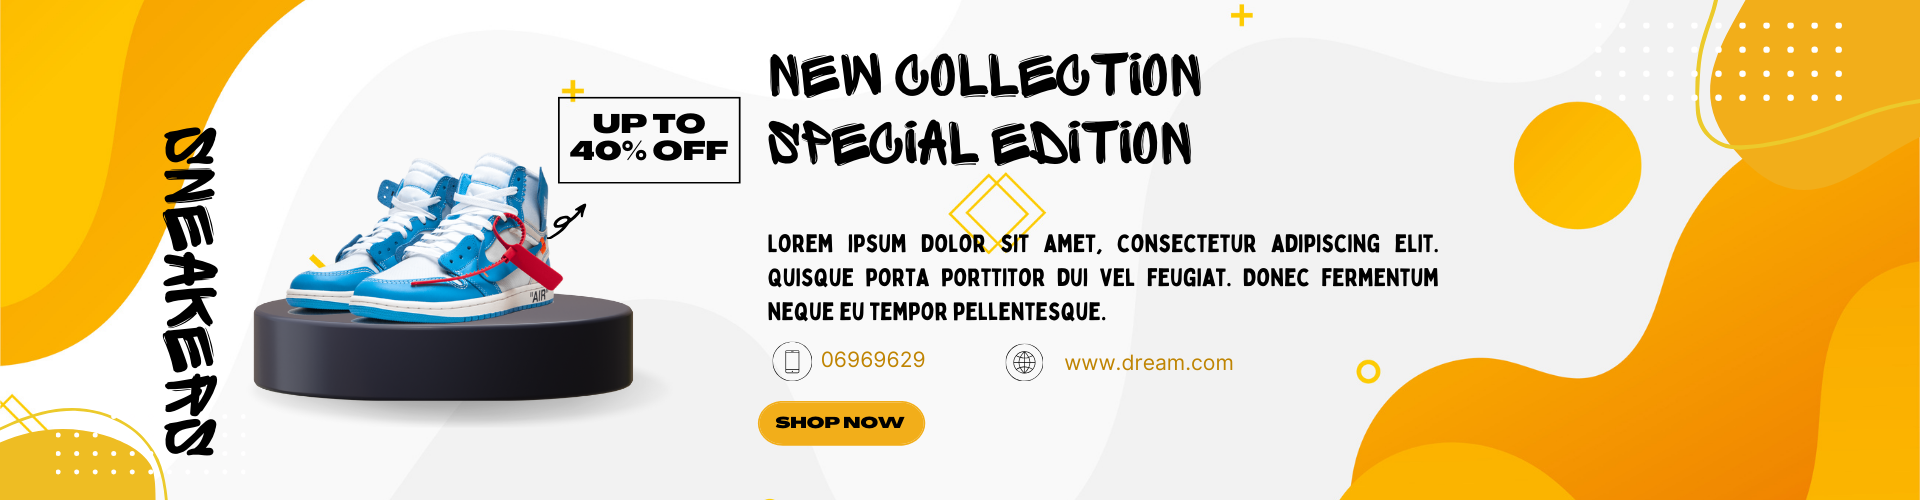 SNEAKERS
UP TO
40% OFF
"AIR"
NEW COLLECTION
SPECIAL EDITION
LOREM IPSUM DOLOR SIT AMET, CONSECTETUR ADIPISCING ELIT.
QUISQUE PORTA PORTTITOR DUI VEL FEUGIAT. DONEC FERMENTUM
NEQUE EU TEMPOR PELLENTESQUE.
06969629
www.dream.com
SHOP NOW